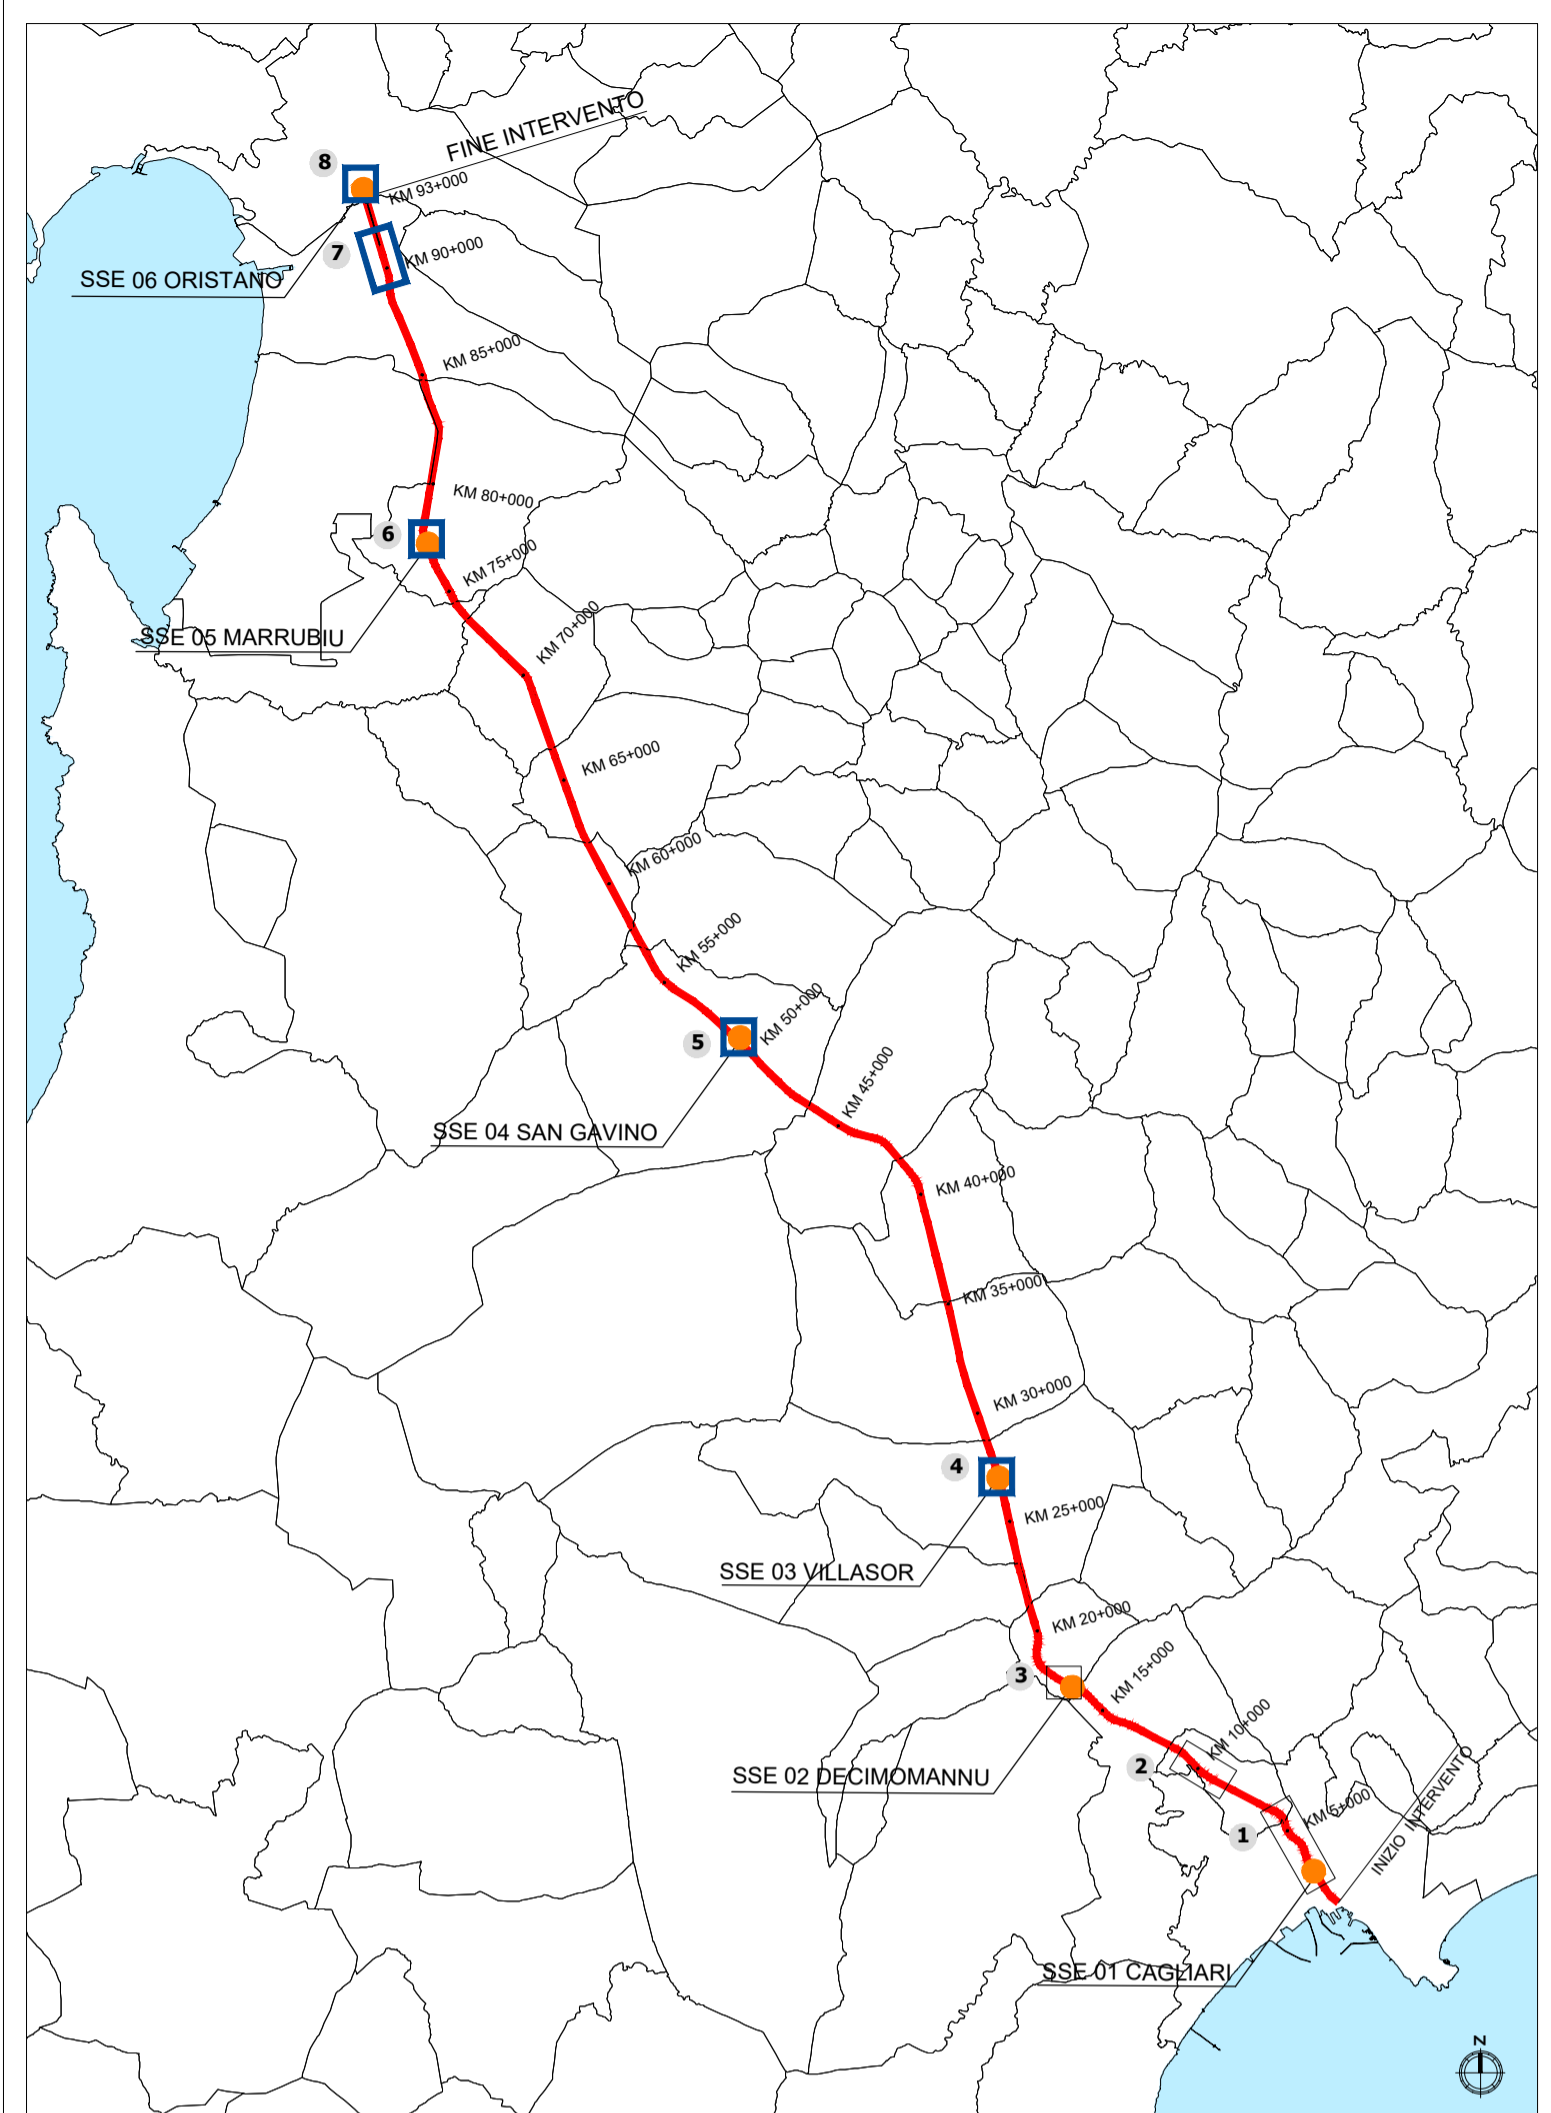 FINE INTERVENTO
8
KM 93+000
7
KM 90+000
SSE 06 ORISTANO
KM 85+000
KM 80+000
6
KM 75+000
SSE 05 MARRUBIU
KM 70+000
KM 65+000
KM 60+000
KM 55+000
KM 50+000
5
KM 45+000
SSE 04 SAN GAVINO
KM 40+000
KM 35+000
KM 30+000
4
KM 25+000
SSE 03 VILLASOR
KM 20+000
3
KM 15+000
KM 10+000
2
SSE 02 DECIMOMANNU
KM 5+000
1
INIZIO INTERVENTO
SSE 01 CAGLIARI
N